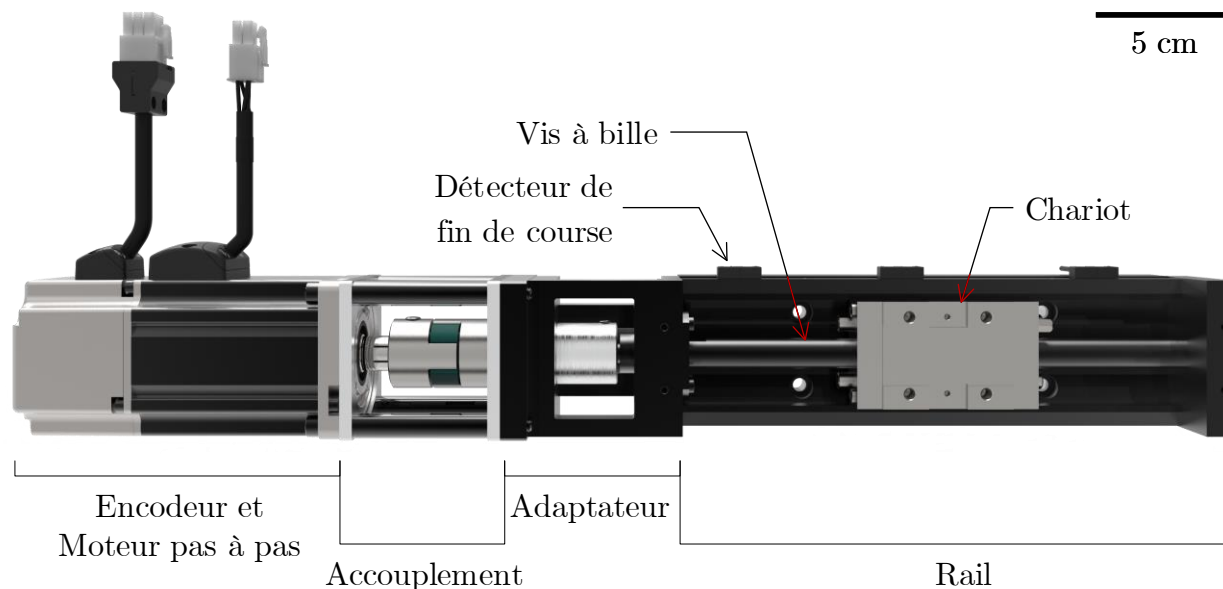 5 cm
Vis à bille
Détecteur de
fin de course
Chariot
Encodeur et
Moteur pas à pas
Adaptateur
Accouplement
Rail